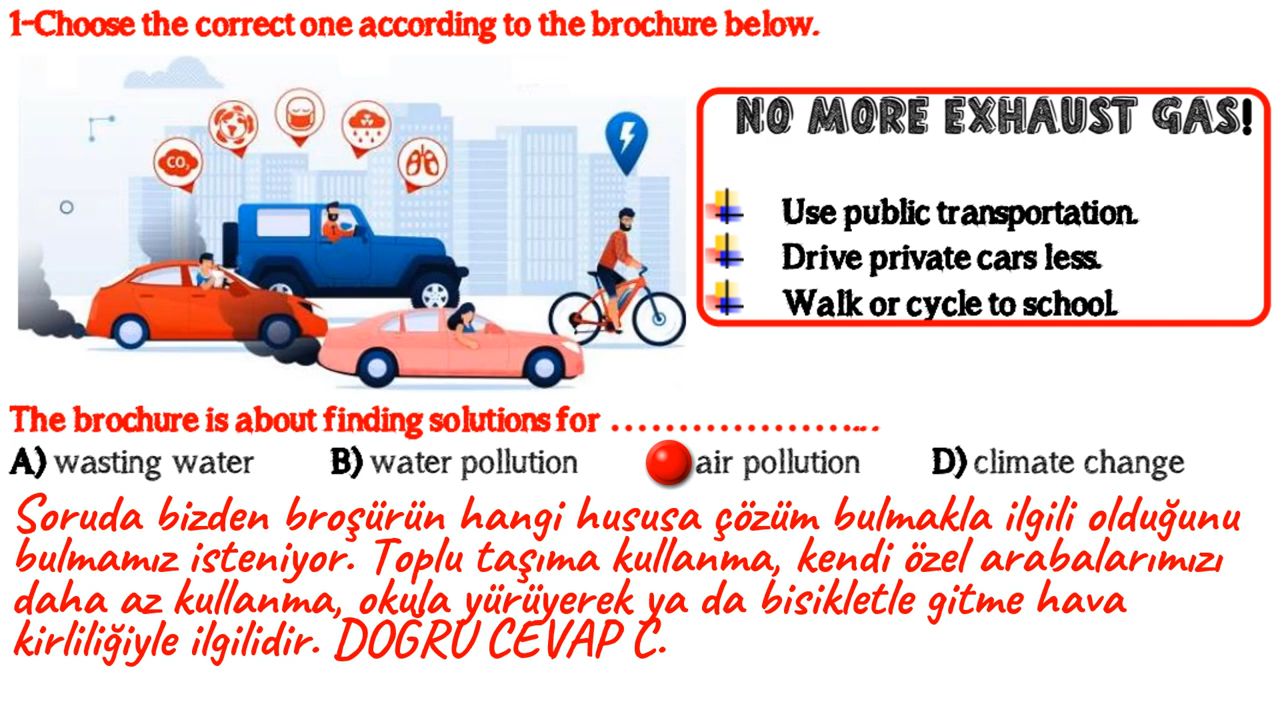 1-Choose the correct one according to the brochure below.
CO₂
NO MORE EXHAUST GAS!
Use public transportation.
Drive private cars less.
Walk or cycle to school.
The brochure is about finding solutions for …………………...
A) wasting water B) water pollution air pollution D) climate change
Soruda bizden broşürün hangi hususa çözüm bulmakla ilgili olduğunu
bulmamız isteniyor. Toplu taşıma kullanma, kendi özel arabalarımızı
daha az kullanma, okula yürüyerek ya da bisikletle gitme hava
kirliliğiyle ilgilidir. DOĞRU CEVAP C.